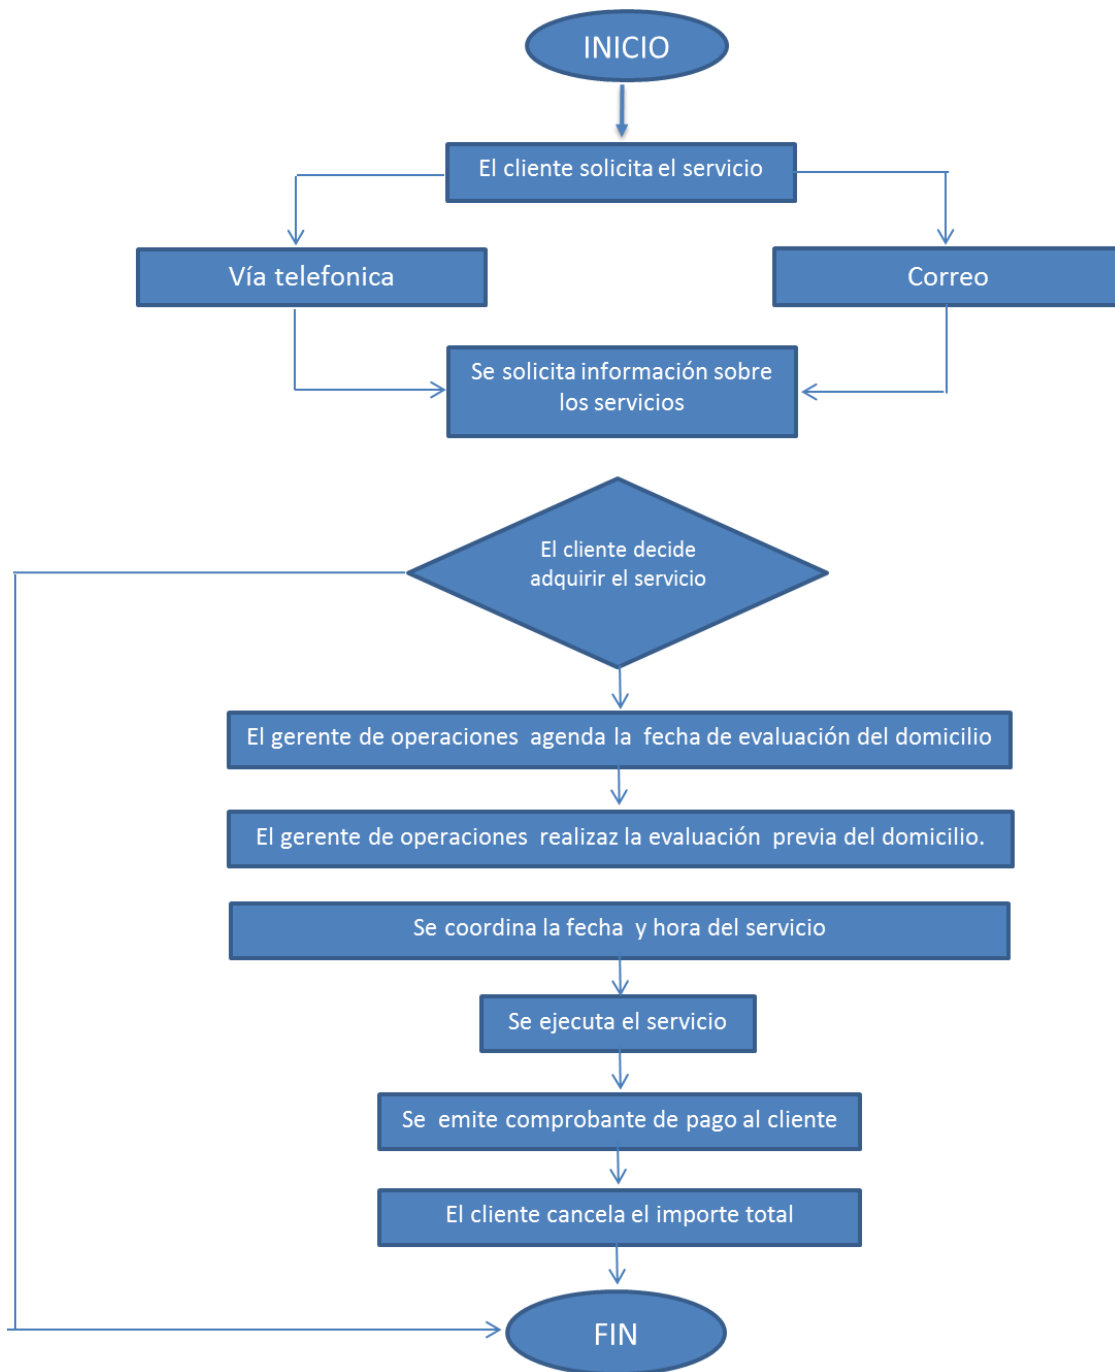 INICIO
El cliente solicita el servicio
Vía telefonica
Correo
Se solicita información sobre
los servicios
El cliente decide
adquirir el servicio
El gerente de operaciones agenda la fecha de evaluación del domicilio
El gerente de operaciones realizaz la evaluación previa del domicilio.
Se coordina la fecha y hora del servicio
Se ejecuta el servicio
Se emite comprobante de pago al cliente
El cliente cancela el importe total
FIN